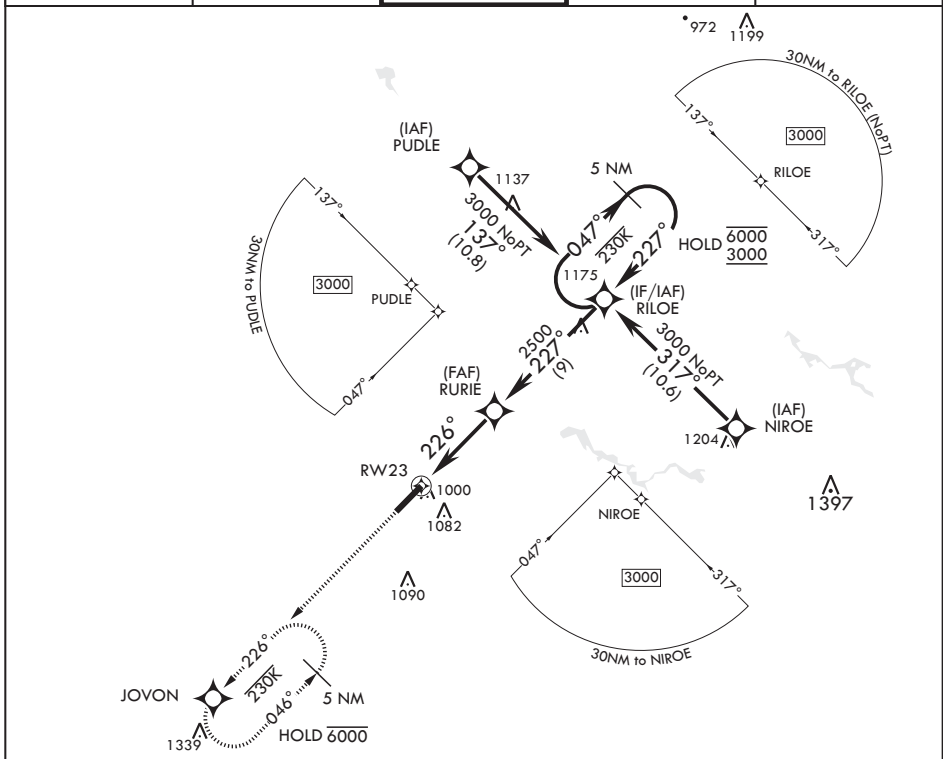 972
1199
30NM to RILOE (NoPT)
137°
3000
RILOE
317°
(IAF)
PUDLE
1137
3000 NoPT
137°
(10.8)
5 NM
047°
230K
227°
HOLD 6000
3000
1175
(IF/IAF)
RILOE
137°
30NM to PUDLE
3000
PUDLE
047°
2500
227°
(9)
(FAF)
RURIE
3000 NoPT
317°
(10.6)
(IAF)
NIROE
1204
226°
RW23
1000
1082
1397
NIROE
047°
3000
317°
30NM to NIROE
1090
226°
230K
046°
5 NM
JOVON
1339
HOLD 6000